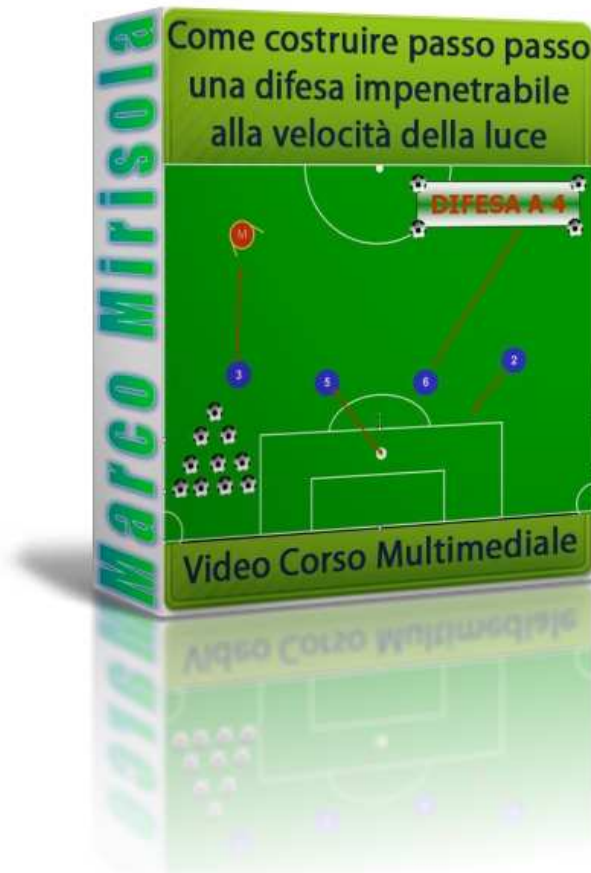 Marco Mirisola
Come costruire passo passo
una difesa impenetrabile
alla velocità della luce
DIFESA A 4
M
3
5
6
2
Video Corso Multimediale